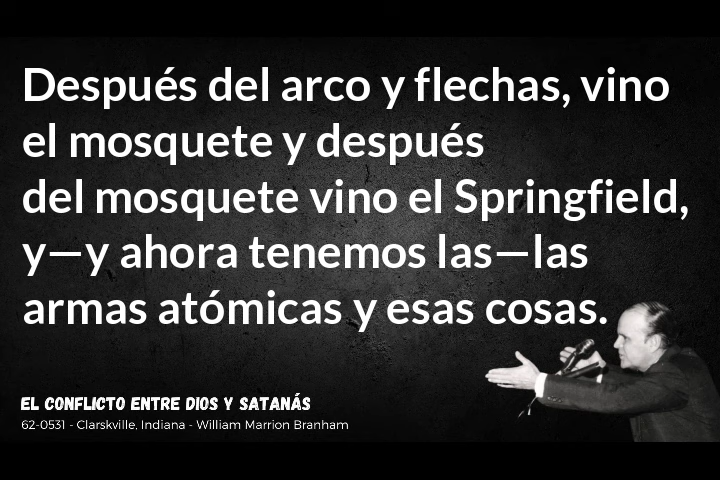 Después del arco y flechas, vino
el mosquete y después
del mosquete vino el Springfield,
y—y ahora tenemos las—las
armas atómicas y esas cosas.
EL CONFLICTO ENTRE DIOS Y SATANÁS
62-0531 - Clarskville, Indiana - William Marrion Branham